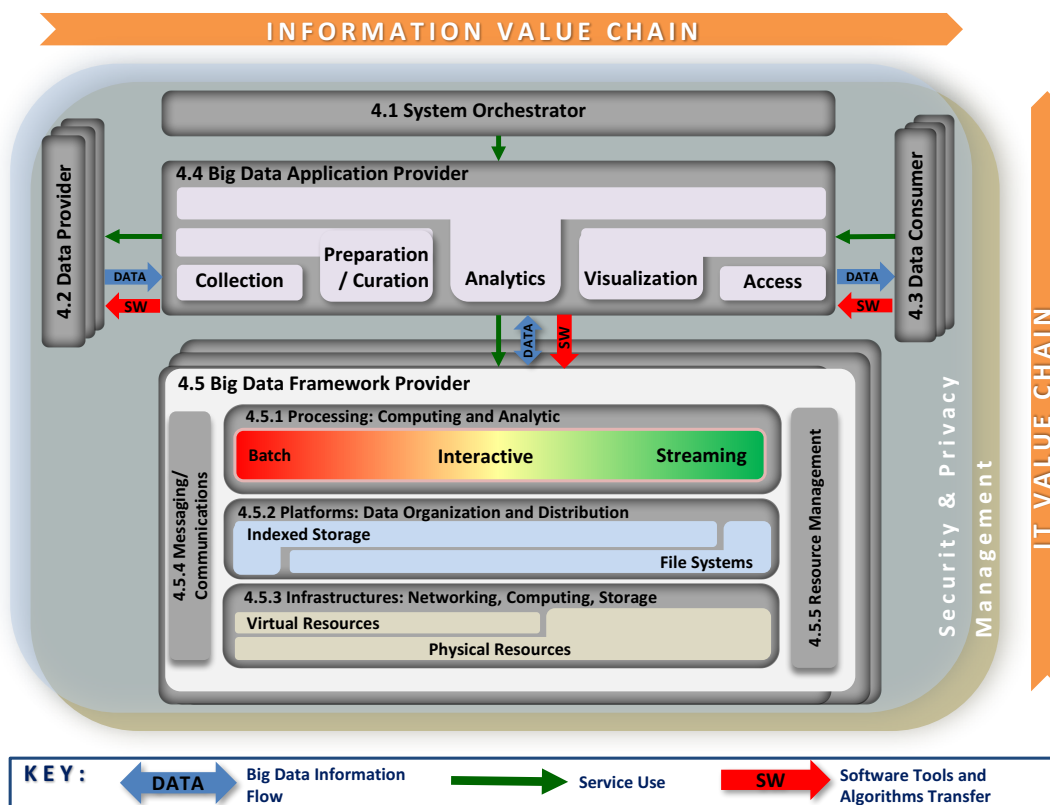 INFORMATION VALUE CHAIN
4.1 System Orchestrator
4.2 Data Provider
4.4 Big Data Application Provider
4.3 Data Consumer
Collection
Preparation
/ Curation
Analytics
Visualization
Access
DATA
SW
DATA
SW
DATA
SW
4.5 Big Data Framework Provider
4.5.1 Processing: Computing and Analytic
Batch
Interactive
Streaming
4.5.2 Platforms: Data Organization and Distribution
Indexed Storage
File Systems
4.5.3 Infrastructures: Networking, Computing, Storage
Virtual Resources
Physical Resources
4.5.4 Messaging/
Communications
4.5.5 Resource Management
Security & Privacy
Management
IT VALUE CHAIN
KEY:
DATA
Big Data Information
Flow
Service Use
SW
Software Tools and
Algorithms Transfer